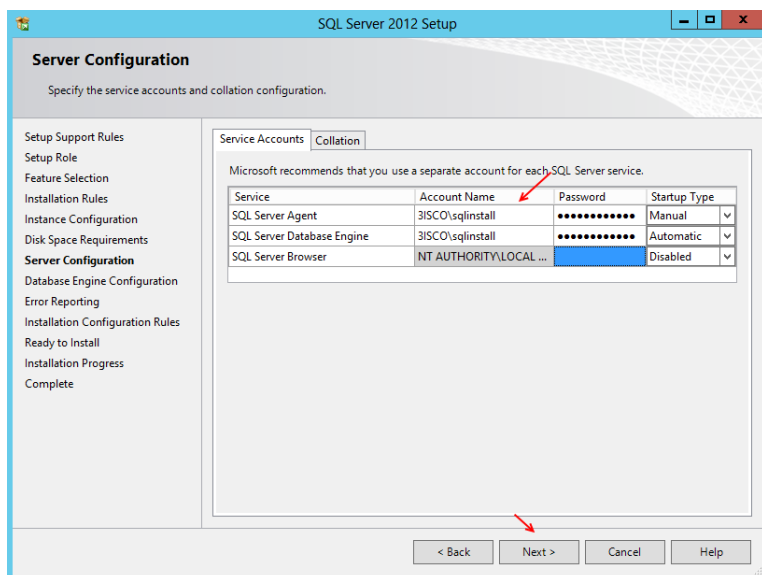 SQL Server 2012 Setup
Server Configuration
Specify the service accounts and collation configuration.
Setup Support Rules
Setup Role
Feature Selection
Installation Rules
Instance Configuration
Disk Space Requirements
Server Configuration
Database Engine Configuration
Error Reporting
Installation Configuration Rules
Ready to Install
Installation Progress
Complete
Service Accounts Collation
Microsoft recommends that you use a separate account for each SQL Server service.
Service Account Name Password Startup Type
SQL Server Agent 3ISCO\sqlinstall ●●●●●●●●●●●● Manual
SQL Server Database Engine 3ISCO\sqlinstall ●●●●●●●●●●●● Automatic
SQL Server Browser NT AUTHORITY\LOCAL ... Disabled
< Back Next > Cancel Help